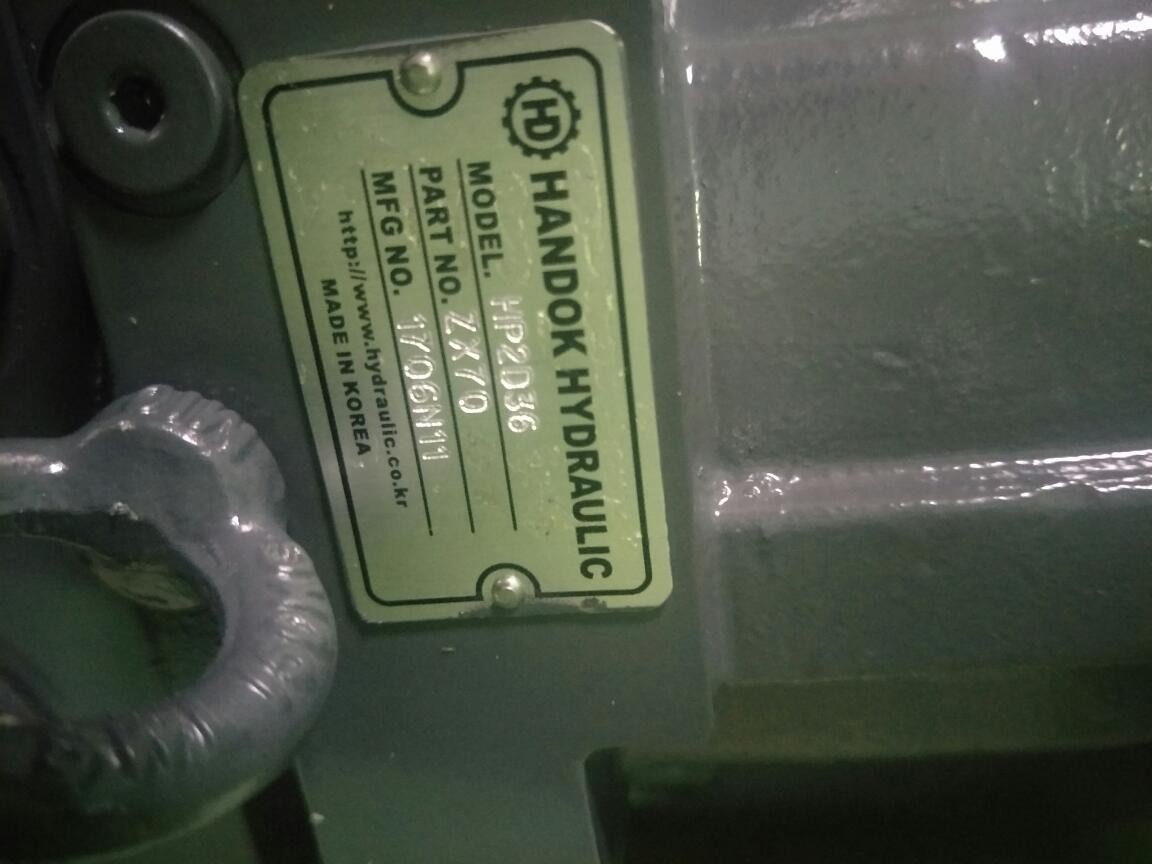 HD HANDOK HYDRAULIC
MODEL. HP2D36
PART NO. ZX70
MFG NO. 1706N11
http://www.hydraulic.co.kr
MADE IN KOREA